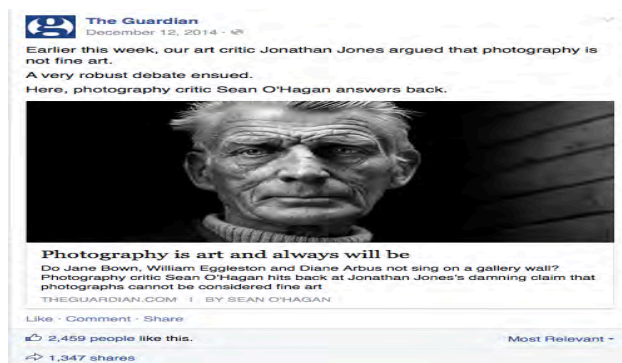 The Guardian
December 12, 2014 ·
Earlier this week, our art critic Jonathan Jones argued that photography is
not fine art.
A very robust debate ensued.
Here, photography critic Sean O'Hagan answers back.
Photography is art and always will be
Do Jane Bown, William Eggleston and Diane Arbus not sing on a gallery wall?
Photography critic Sean O'Hagan hits back at Jonathan Jones's damning claim that
photographs cannot be considered fine art
THEGUARDIAN.COM | BY SEAN O'HAGAN
Like · Comment · Share
2,459 people like this.
Most Relevant
1,347 shares